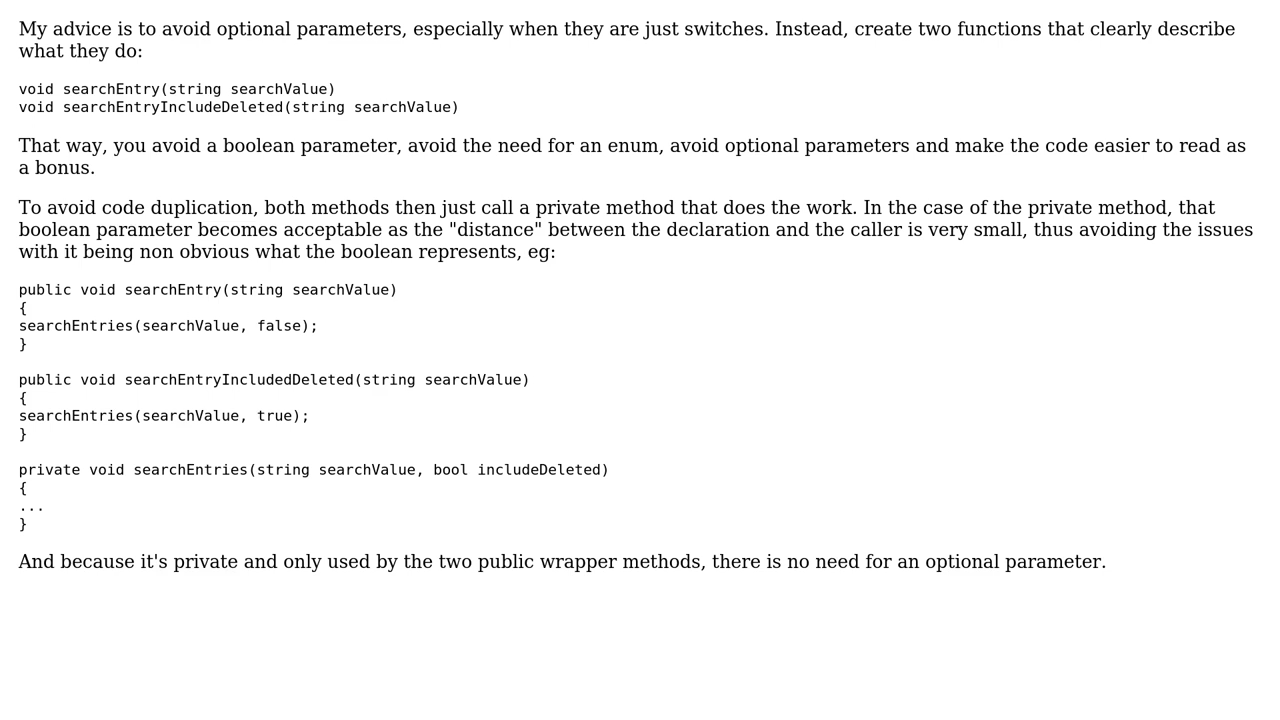 My advice is to avoid optional parameters, especially when they are just switches. Instead, create two functions that clearly describe
what they do:
void searchEntry(string searchValue)
void searchEntryIncludeDeleted(string searchValue)
That way, you avoid a boolean parameter, avoid the need for an enum, avoid optional parameters and make the code easier to read as
a bonus.
To avoid code duplication, both methods then just call a private method that does the work. In the case of the private method, that
boolean parameter becomes acceptable as the "distance" between the declaration and the caller is very small, thus avoiding the issues
with it being non obvious what the boolean represents, eg:
public void searchEntry(string searchValue)
{
searchEntries(searchValue, false);
}
public void searchEntryIncludedDeleted(string searchValue)
{
searchEntries(searchValue, true);
}
private void searchEntries(string searchValue, bool includeDeleted)
{
...
}
And because it's private and only used by the two public wrapper methods, there is no need for an optional parameter.